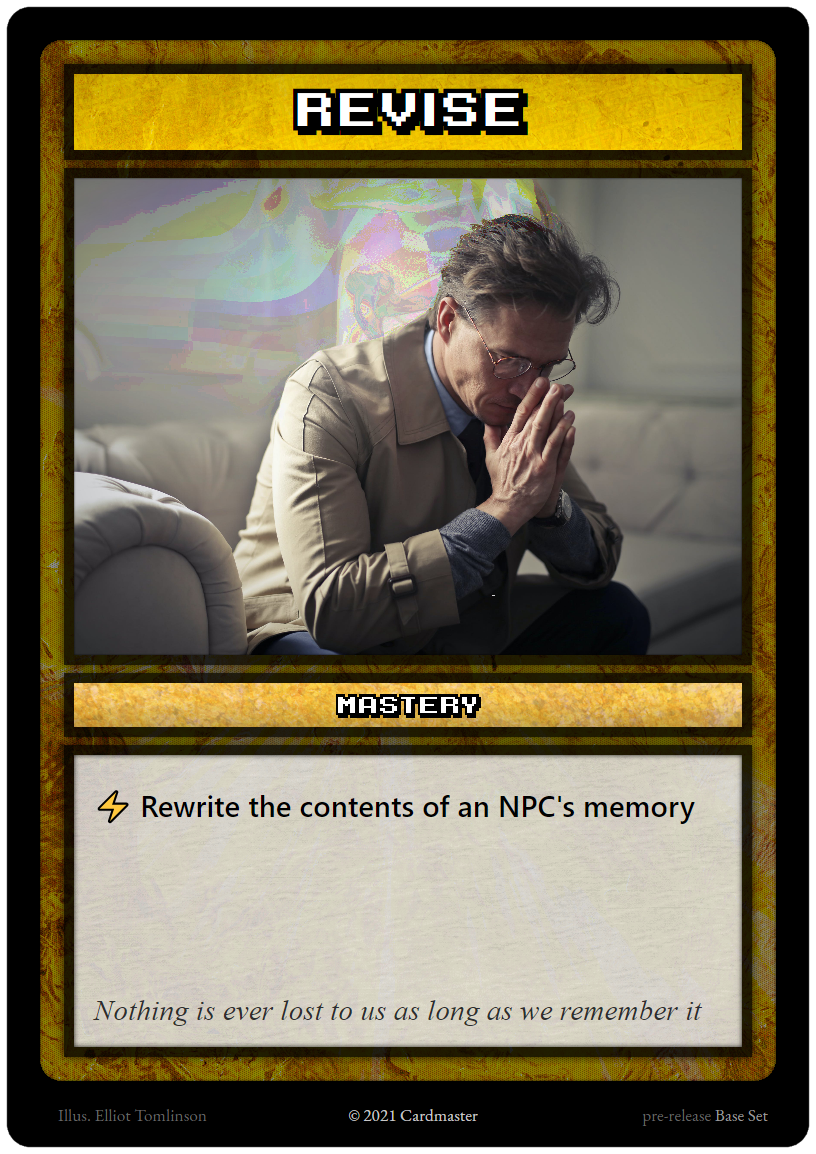 REVISE
MASTERY
⚡ Rewrite the contents of an NPC's memory
Nothing is ever lost to us as long as we remember it
Illus. Elliot Tomlinson © 2021 Cardmaster pre-release Base Set